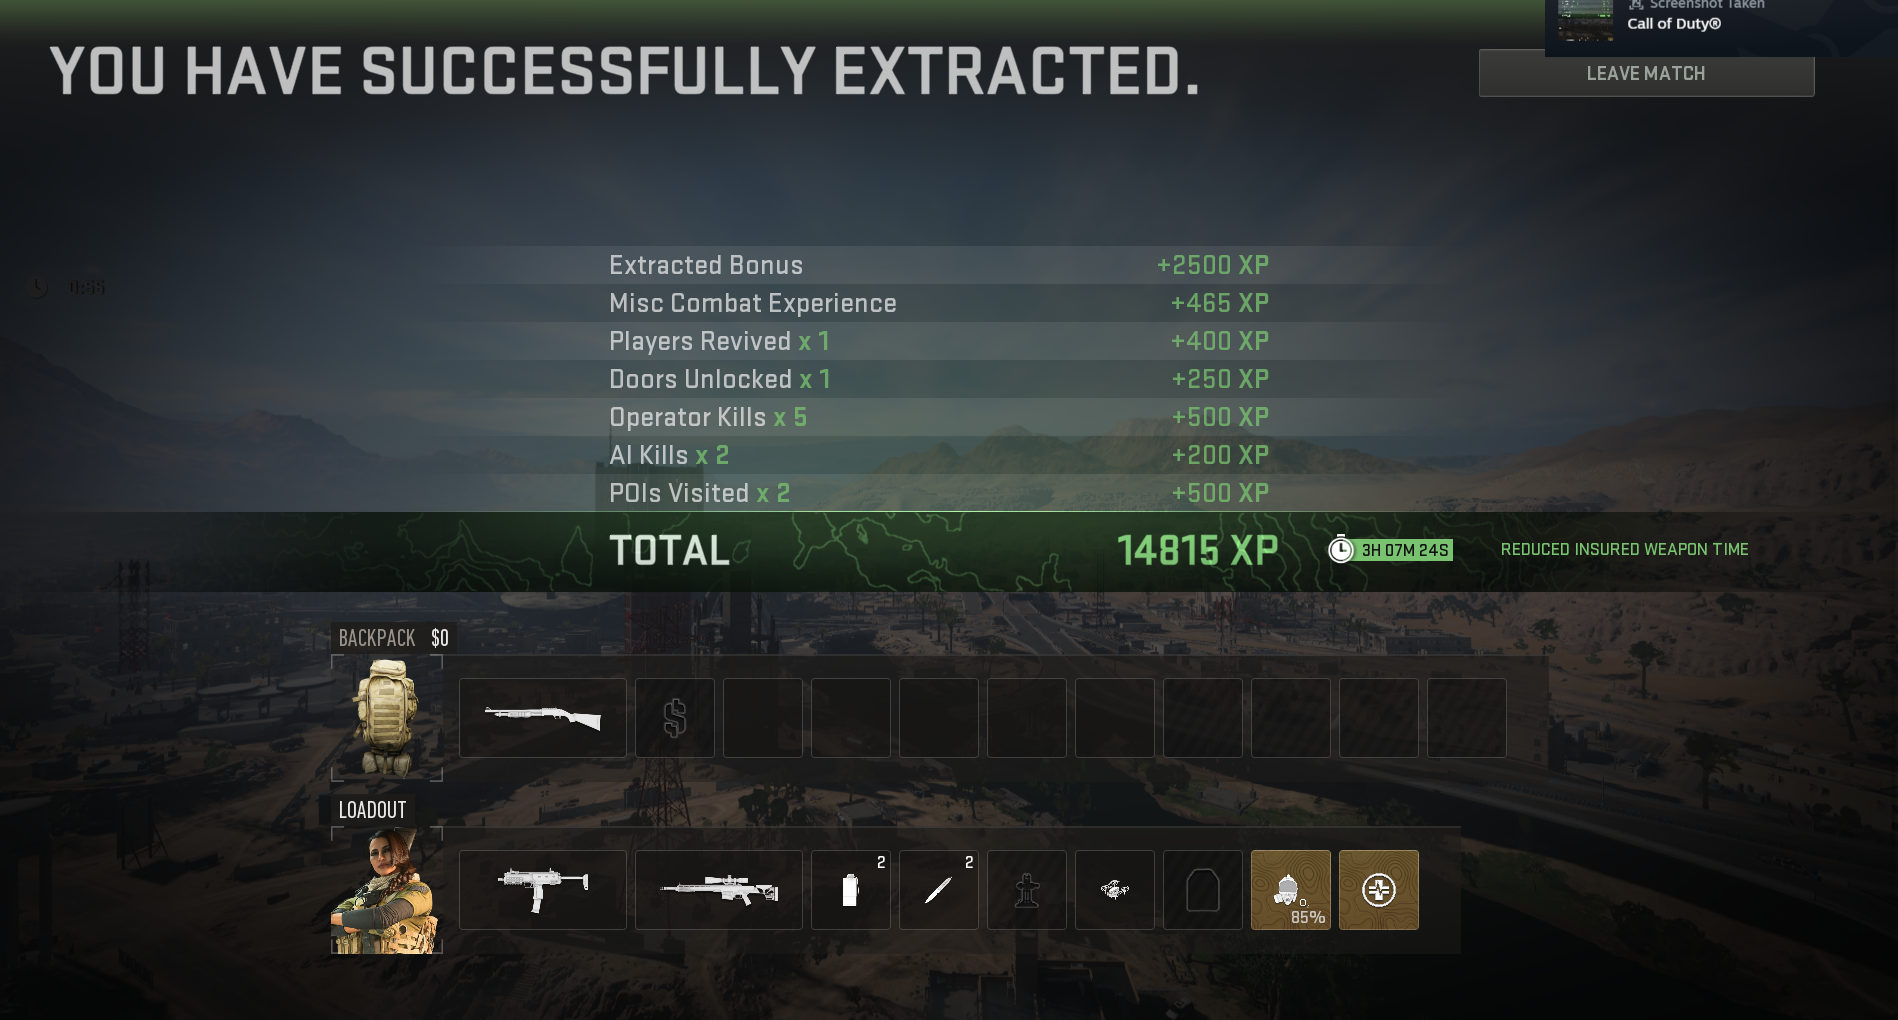 Screenshot Taken
Call of Duty®
YOU HAVE SUCCESSFULLY EXTRACTED.
LEAVE MATCH
Extracted Bonus +2500 XP
0:55
Misc Combat Experience +465 XP
Players Revived x 1 +400 XP
Doors Unlocked x 1 +250 XP
Operator Kills x 5 +500 XP
AI Kills x 2 +200 XP
POIs Visited x 2 +500 XP
TOTAL 14815 XP 3H 07M 24S REDUCED INSURED WEAPON TIME
BACKPACK $0
$
LOADOUT
2 2
85%